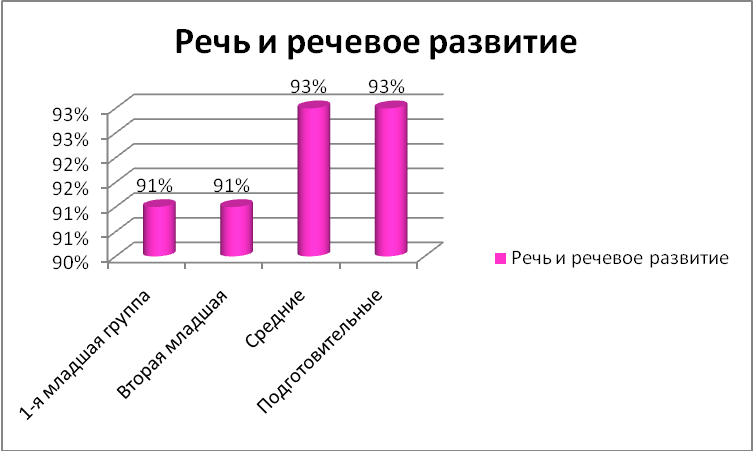 Речь и речевое развитие
93% 93%
93%
93%
92%
92%
91% 91%
91%
91%
90%
1-я младшая группа
Вторая младшая
Средние
Подготовительные
Речь и речевое развитие